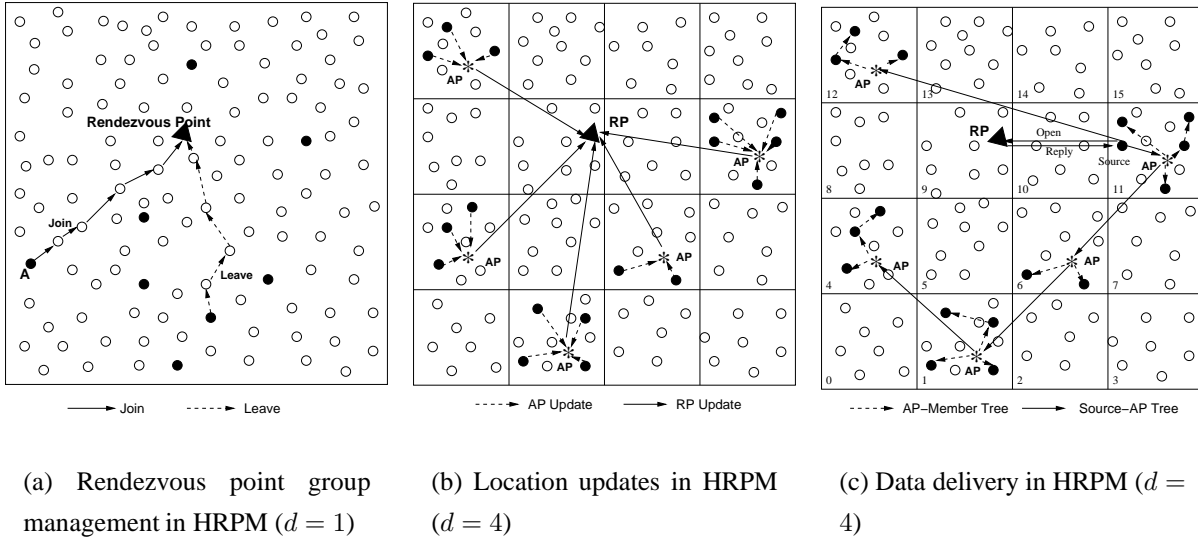 Rendezvous Point
Join
A
Leave
Join
Leave
AP
RP
AP
AP
AP
AP
AP Update
RP Update
12
13
14
15
AP
RP
Open
Reply
Source
AP
8
9
10
11
AP
AP
4
5
6
7
AP
0
1
2
3
AP−Member Tree
Source−AP Tree
(a) Rendezvous point group
management in HRPM (d = 1)
(b) Location updates in HRPM
(d = 4)
(c) Data delivery in HRPM (d =
4)